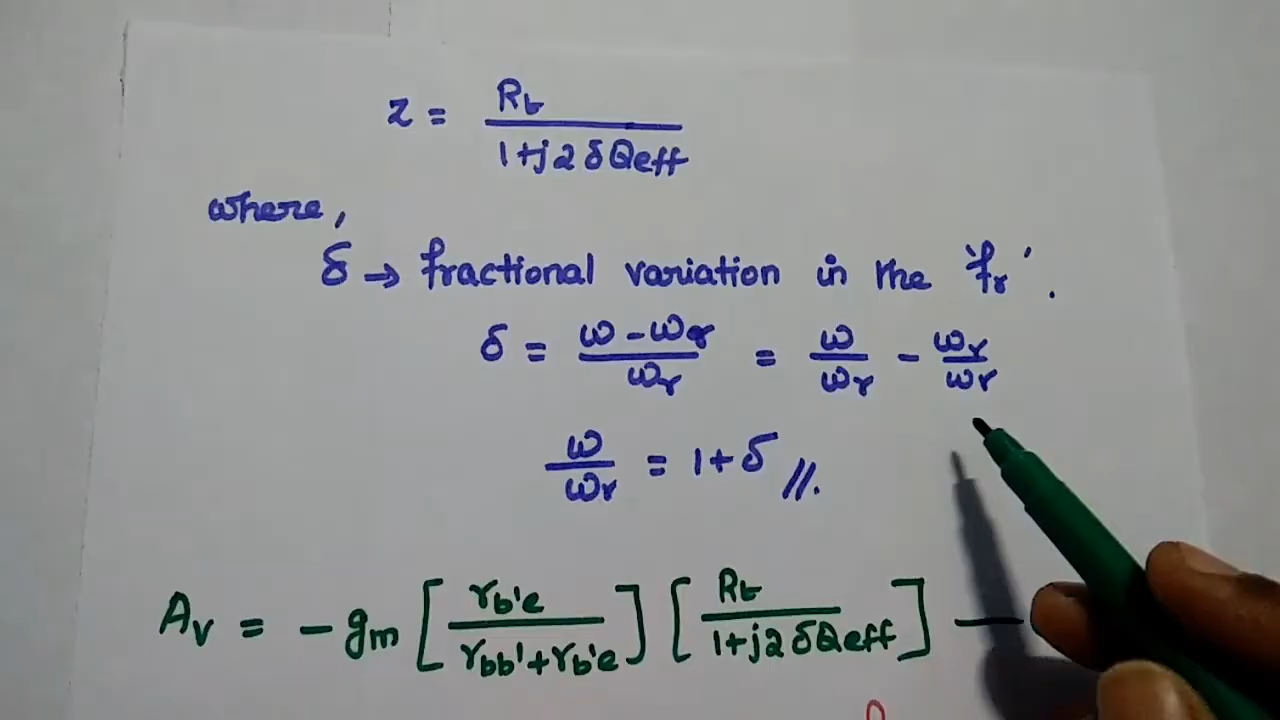 z = Rt / 1+j2δQeff
where,
δ → fractional variation in the 'fr'.
δ = ω-ωr / ωr = ω/ωr - ωr/ωr
ω/ωr = 1+δ //.
Av = -gm [ rb'e / rbb'+rb'e ] [ Rt / 1+j2δQeff ] —